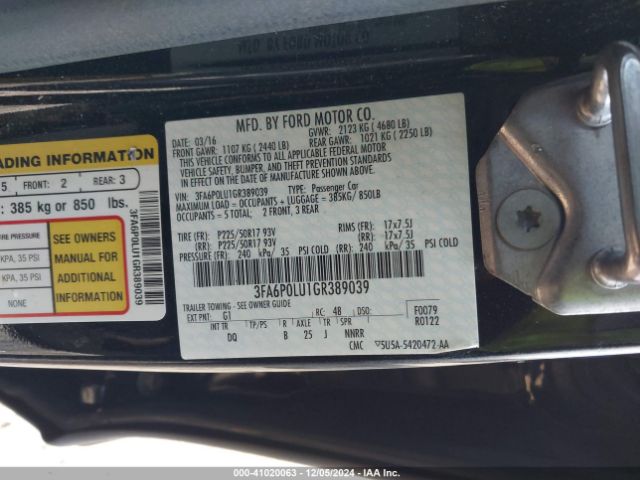 MFD. BY FORD MOTOR CO.
DATE: 03/16
GVWR: 2123 KG ( 4680 LB)
FRONT GAWR: 1107 KG ( 2440 LB)
REAR GAWR: 1021 KG ( 2250 LB)
THIS VEHICLE CONFORMS TO ALL APPLICABLE FEDERAL MOTOR
VEHICLE SAFETY, BUMPER, AND THEFT PREVENTION STANDARDS
IN EFFECT ON THE DATE OF MANUFACTURE SHOWN ABOVE.
VIN: 3FA6P0LU1GR389039 TYPE: Passenger Car
MAXIMUM LOAD = OCCUPANTS + LUGGAGE = 385KG/ 850LB
OCCUPANTS = 5 TOTAL: 2 FRONT, 3 REAR
TIRE (FR): P225/50R17 93V RIMS (FR): 17x7.5J
(RR): P225/50R17 93V (RR): 17x7.5J
PRESSURE (FR): 240 kPa/ 35 PSI COLD (RR): 240 kPa/ 35 PSI COLD
3FA6P0LU1GR389039
TRAILER TOWING - SEE OWNER GUIDE
EXT PNT: G1 RC: 48 DSO: F0079
R0122
INT TR TP/PS R AXLE TR SPR
DQ B 25 J NNRR
CMC 5U5A-5420472-AA
ADING INFORMATION
5 FRONT: 2 REAR: 3
: 385 kg or 850 lbs.
RE PRESSURE SEE OWNERS
KPA, 35 PSI MANUAL FOR
KPA, 35 PSI ADDITIONAL
NONE INFORMATION
3FA6P0LU1GR389039
000-41020063 12/05/2024 - IAA.COM